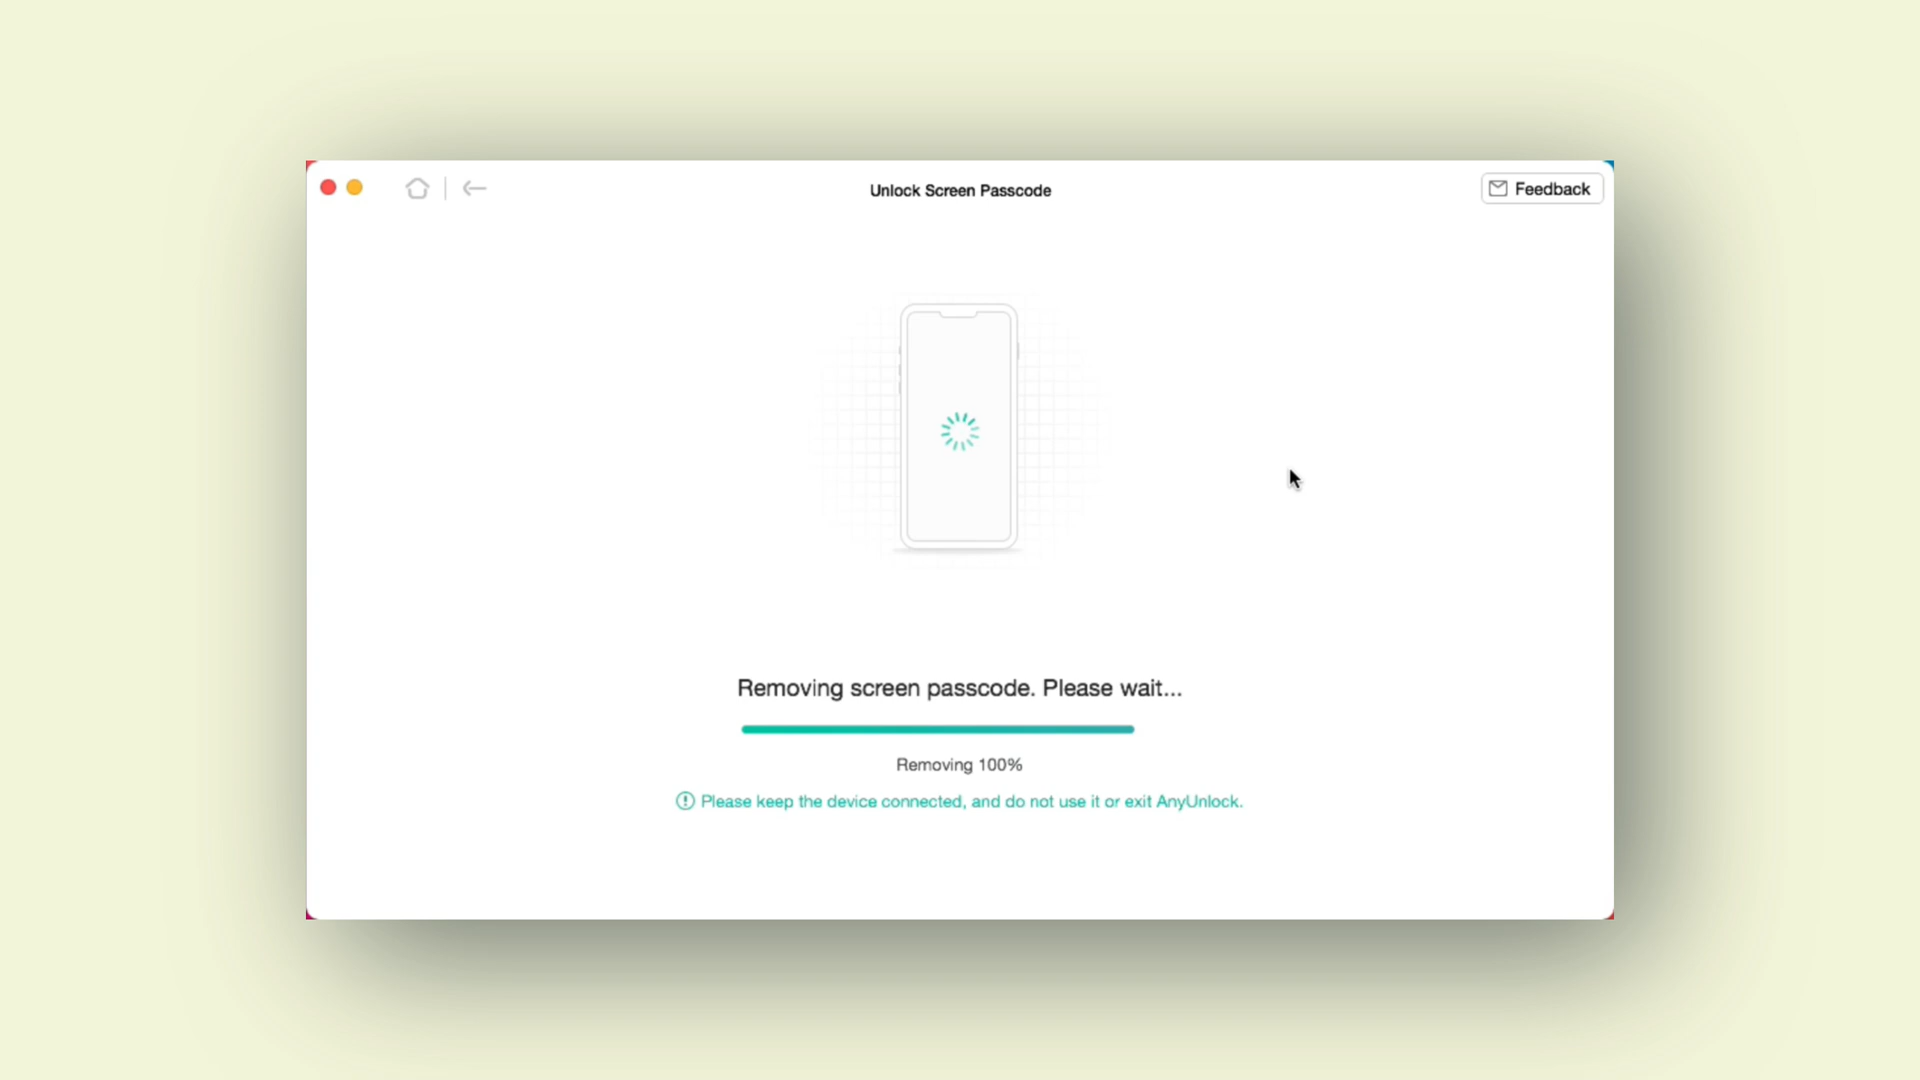 Unlock Screen Passcode
Feedback
Removing screen passcode. Please wait...
Removing 100%
Please keep the device connected, and do not use it or exit AnyUnlock.